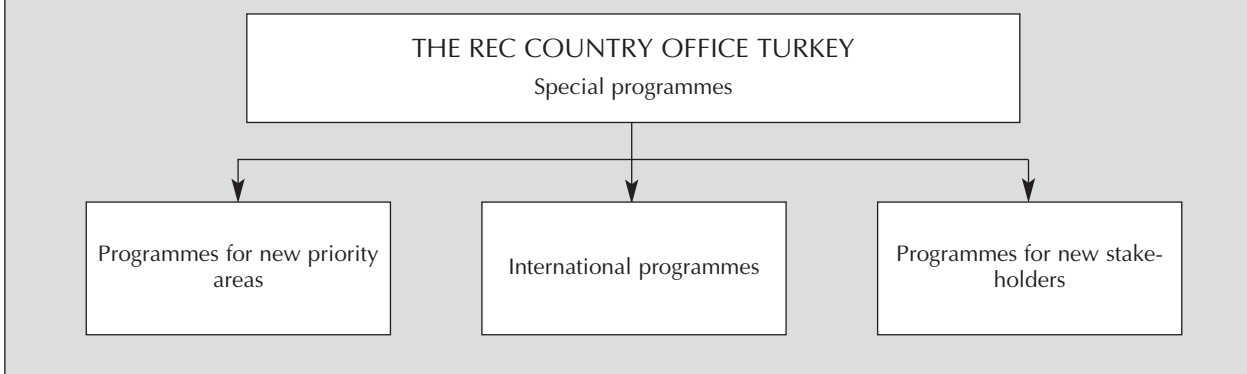 THE REC COUNTRY OFFICE TURKEY
Special programmes
Programmes for new priority
areas
International programmes
Programmes for new stake-
holders